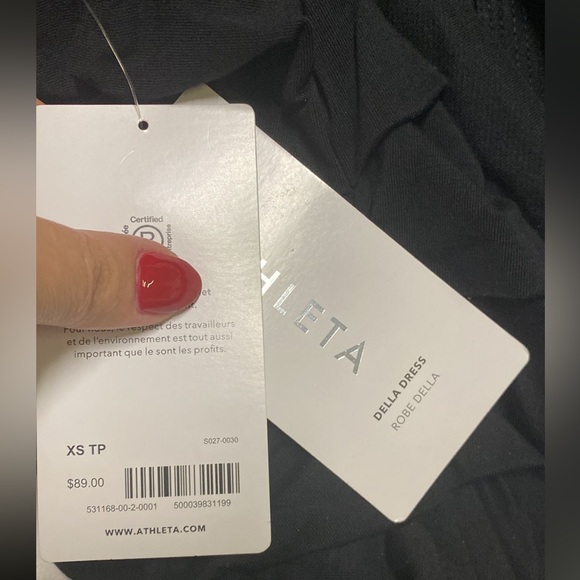 Certified
B
et
Pour nous, le respect des travailleurs
et de l'environnement est tout aussi
important que le sont les profits.
S027-0030
XS TP
$89.00
531168-00-2-0001 500039831199
WWW.ATHLETA.COM
HLETA
DELLA DRESS
ROBE DELLA